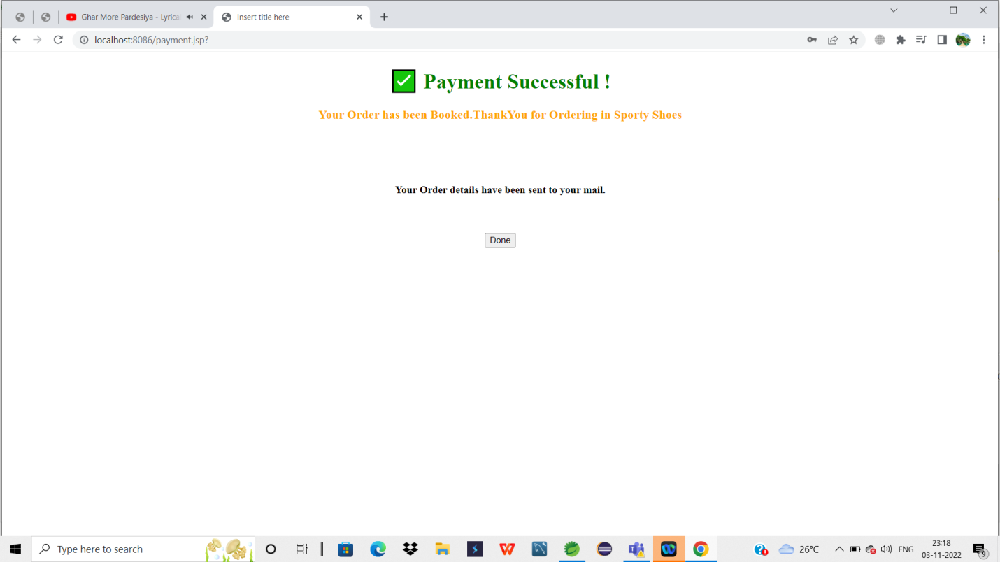 Ghar More Pardesiya - Lyrica
Insert title here
localhost:8086/payment.jsp?
Payment Successful !
Your Order has been Booked.ThankYou for Ordering in Sporty Shoes
Your Order details have been sent to your mail.
Done
Type here to search
26°C
ENG
23:18
03-11-2022
9